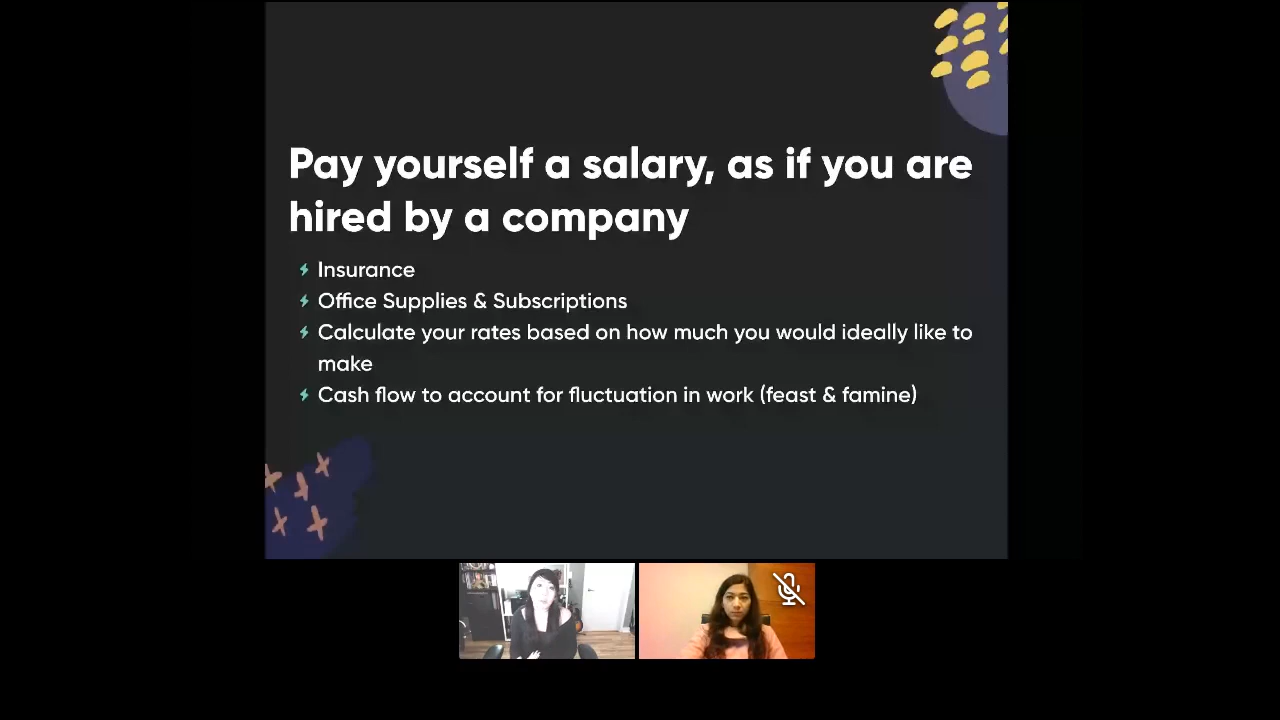 Pay yourself a salary, as if you are
hired by a company
Insurance
Office Supplies & Subscriptions
Calculate your rates based on how much you would ideally like to
make
Cash flow to account for fluctuation in work (feast & famine)